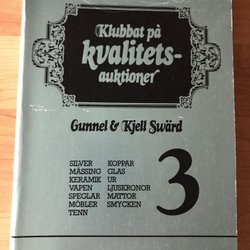 Klubbat på
kvalitets-
auktioner
Gunnel & Kjell Swärd
SILVER KOPPAR
MÄSSING GLAS
KERAMIK UR
VAPEN LJUSKRONOR
SPEGLAR MATTOR
MÖBLER SMYCKEN
TENN
3